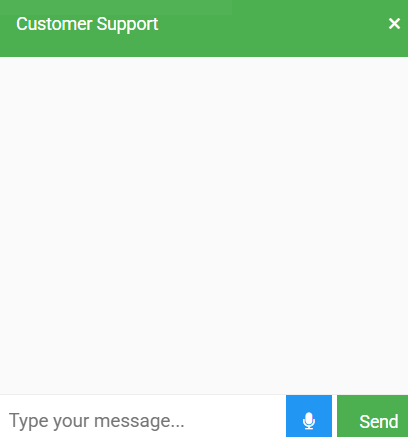 Customer Support
Type your message...
Send